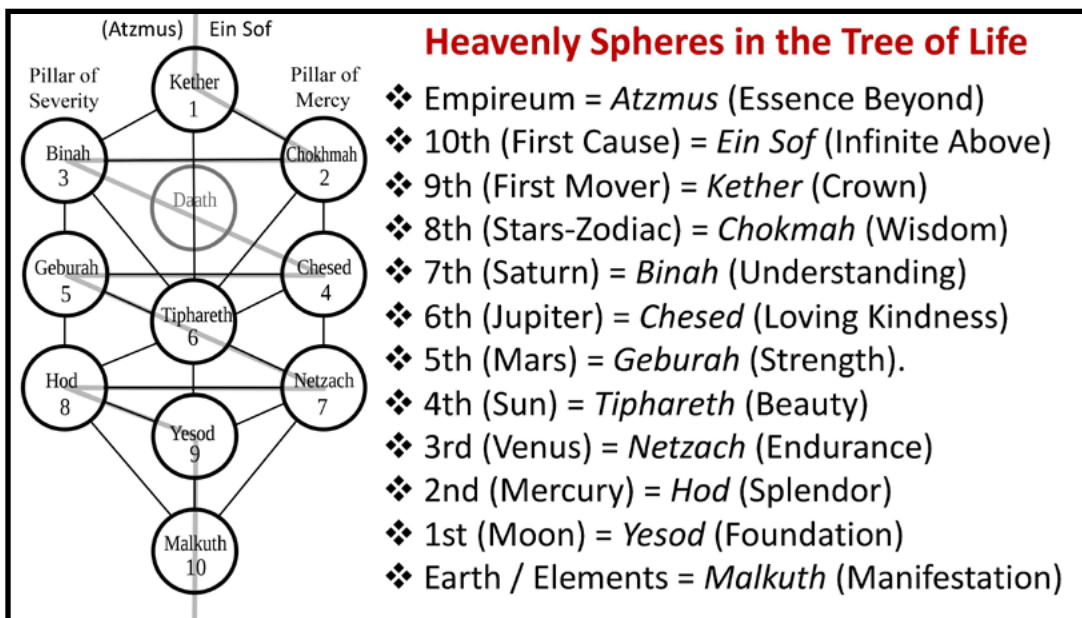 (Atzmus) Ein Sof
Pillar of
Severity
Pillar of
Mercy
Kether
1
Binah
3
Chokhmah
2
Daath
Geburah
5
Chesed
4
Tiphareth
6
Hod
8
Netzach
7
Yesod
9
Malkuth
10
Heavenly Spheres in the Tree of Life
❖ Empireum = Atzmus (Essence Beyond)
❖ 10th (First Cause) = Ein Sof (Infinite Above)
❖ 9th (First Mover) = Kether (Crown)
❖ 8th (Stars-Zodiac) = Chokmah (Wisdom)
❖ 7th (Saturn) = Binah (Understanding)
❖ 6th (Jupiter) = Chesed (Loving Kindness)
❖ 5th (Mars) = Geburah (Strength).
❖ 4th (Sun) = Tiphareth (Beauty)
❖ 3rd (Venus) = Netzach (Endurance)
❖ 2nd (Mercury) = Hod (Splendor)
❖ 1st (Moon) = Yesod (Foundation)
❖ Earth / Elements = Malkuth (Manifestation)